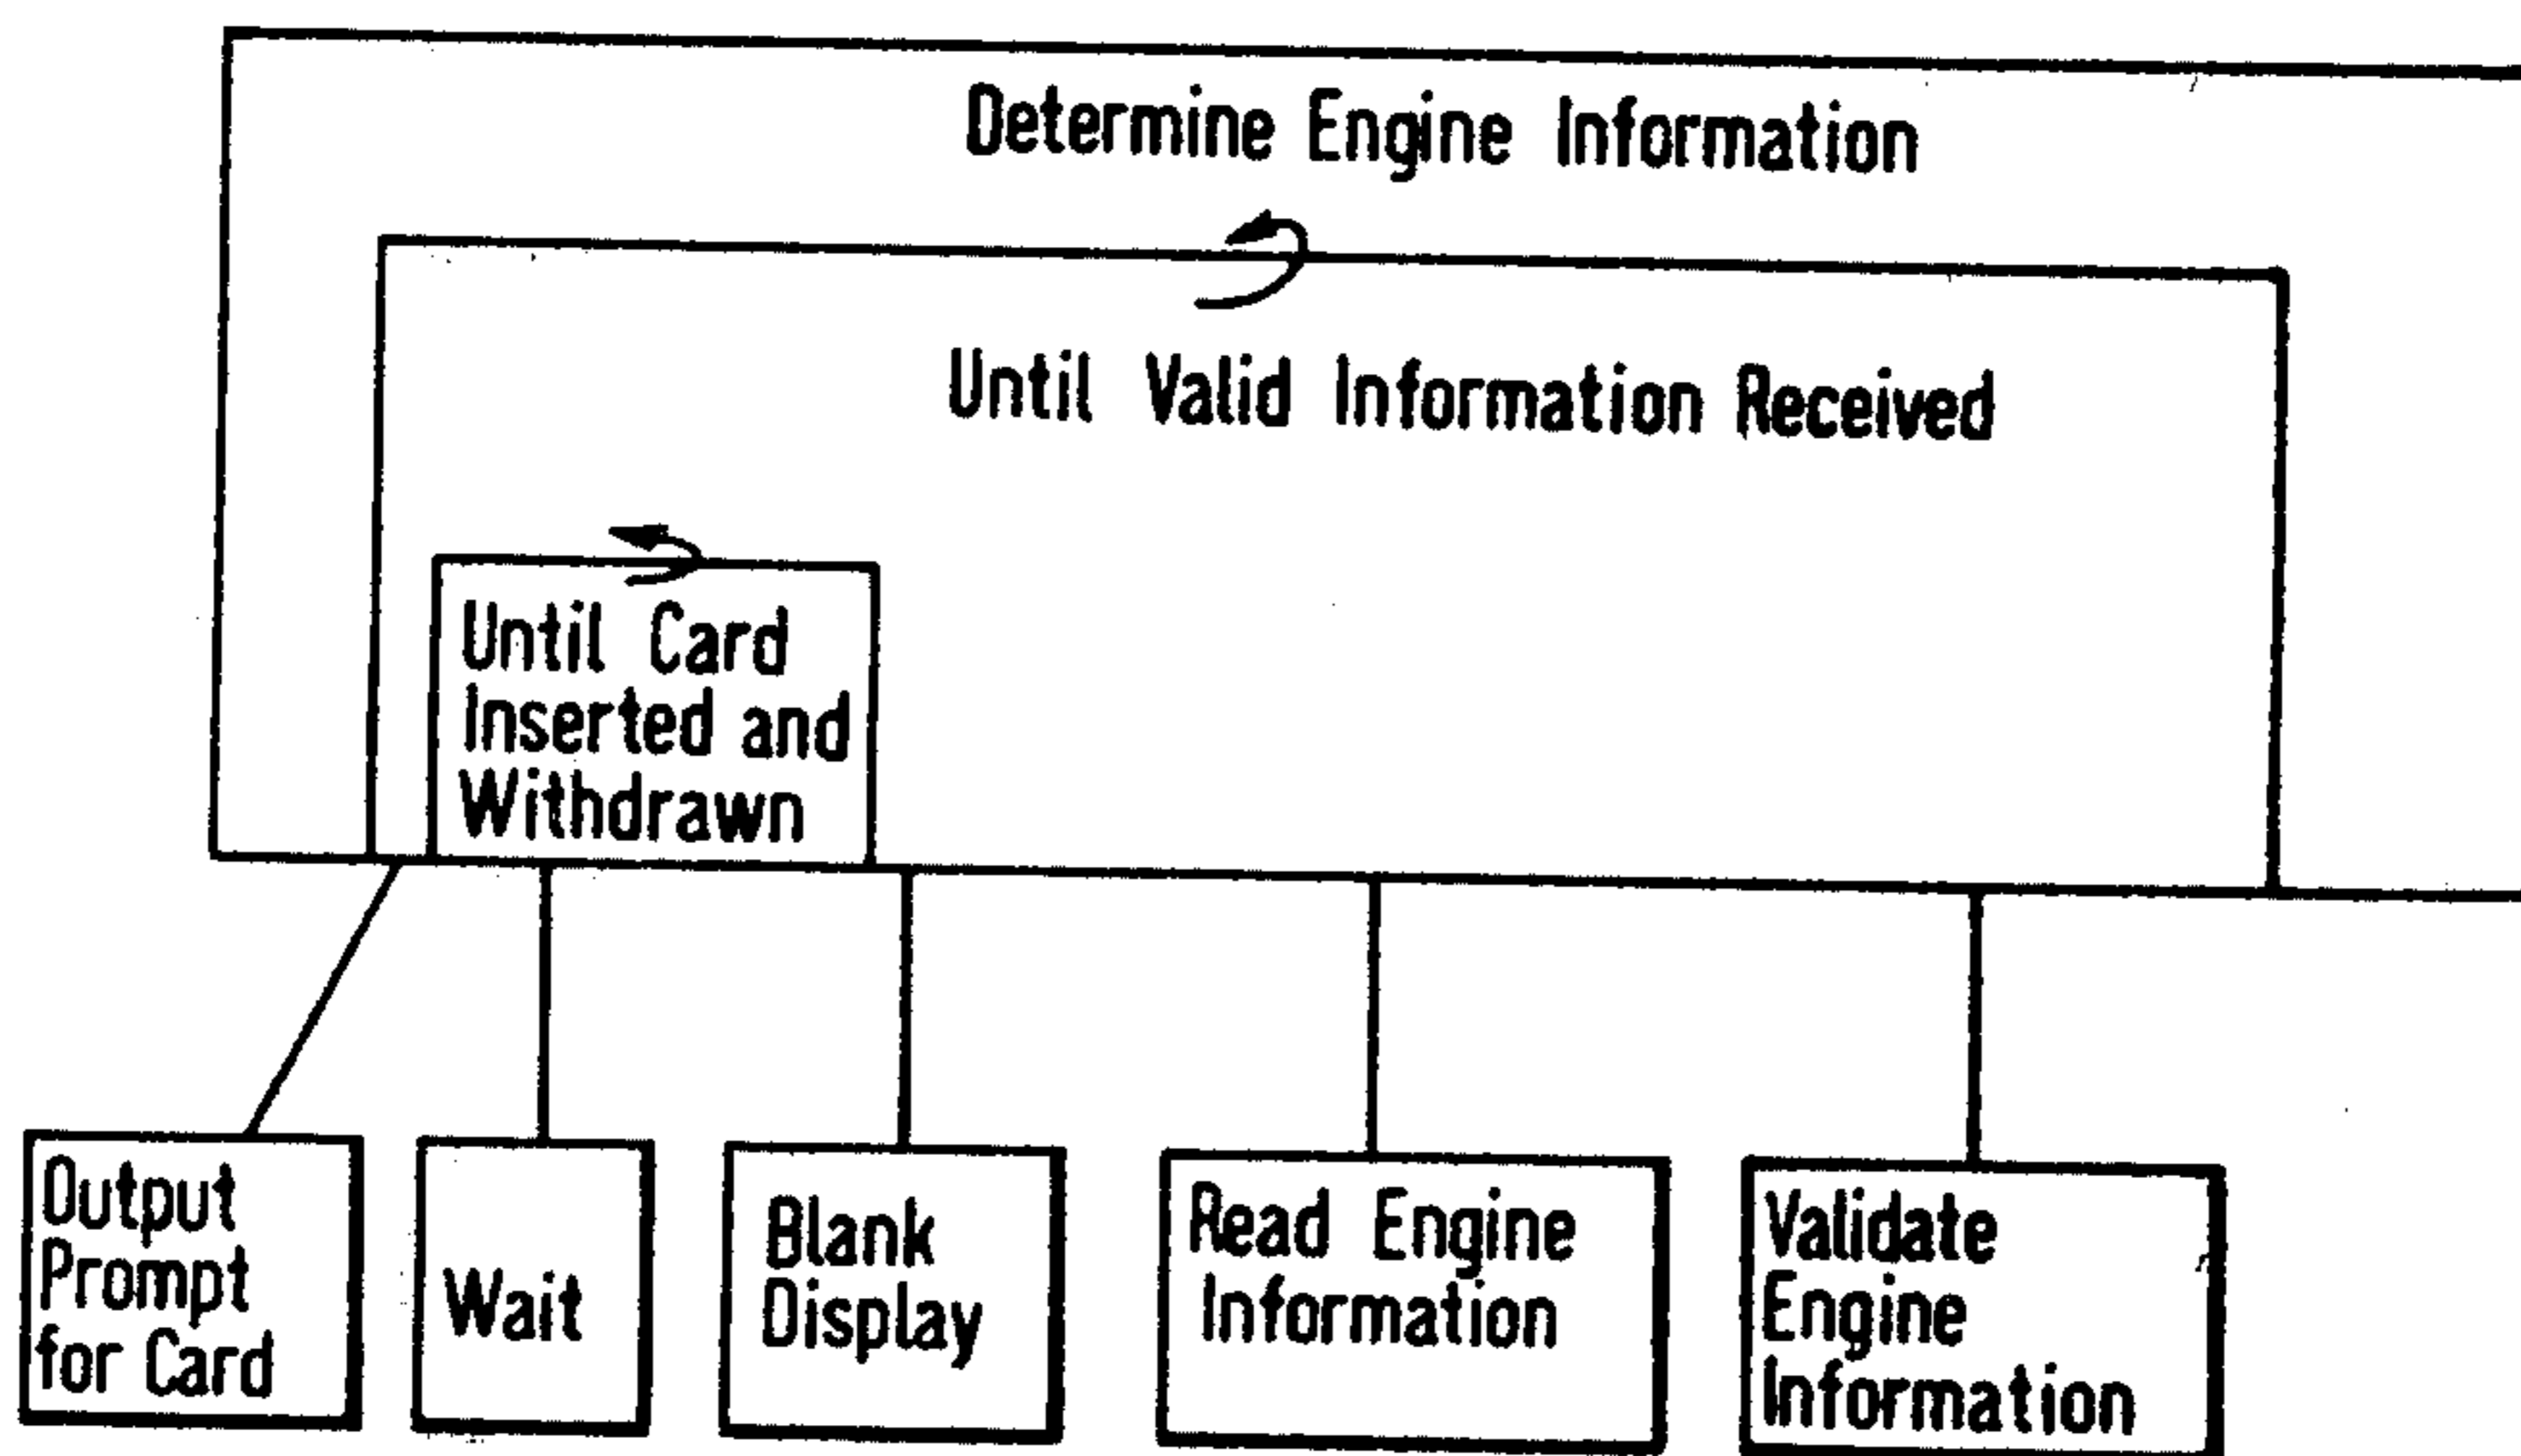 Determine Engine Information
Until Valid Information Received
Until Card
Inserted and
Withdrawn
Output
Prompt
for Card
Wait
Blank
Display
Read Engine
Information
Validate
Engine
Information